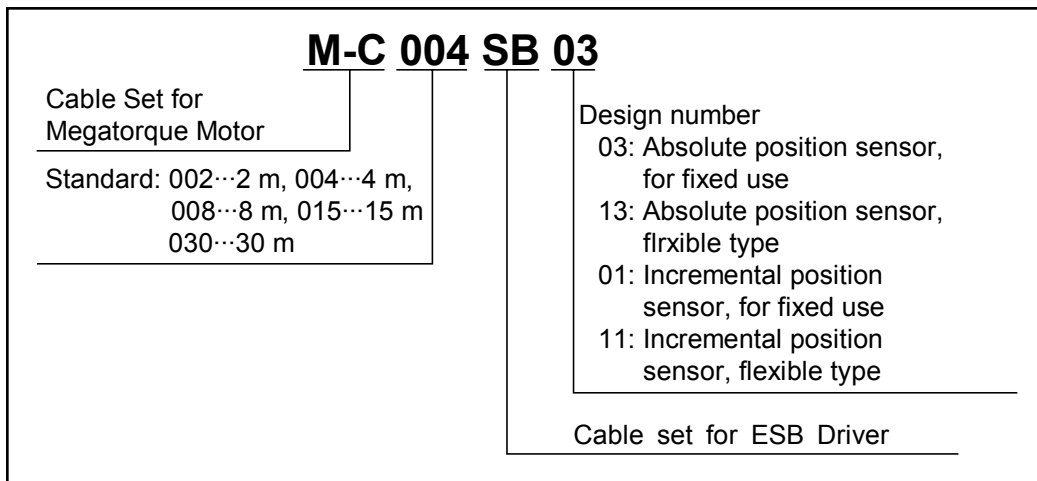 M-C 004 SB 03
Cable Set for
Megatorque Motor
Standard: 002···2 m, 004···4 m,
008···8 m, 015···15 m
030···30 m
Design number
03: Absolute position sensor,
for fixed use
13: Absolute position sensor,
flrxible type
01: Incremental position
sensor, for fixed use
11: Incremental position
sensor, flexible type
Cable set for ESB Driver